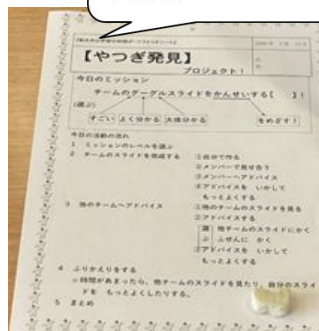 【やつぎ発見】
プロジェクト!
今日のミッション
チームのグーグルスライドをかんせいする【　　】!
(選ぶ)
すごい よく分かる 大体分かる をめざす!
今日の活動の流れ
1 ミッションのレベルを選ぶ
2 チームのスライドを完成する ①自分で作る
②メンバーで見せ合う
③メンバーへアドバイス
④アドバイスを いかして
もっとよくする
3 他のチームへアドバイス ①他のチームのスライドを見る
②アドバイスする
選 他チームのスライドにかく
ぶ ふせんに かく
③アドバイスを いかして
もっとよくする
4 ふりかえりをする
※時間があまったら、他チームのスライドを見たり、自分のスライ
ドを もっとよくしたりする。
5 まとめ